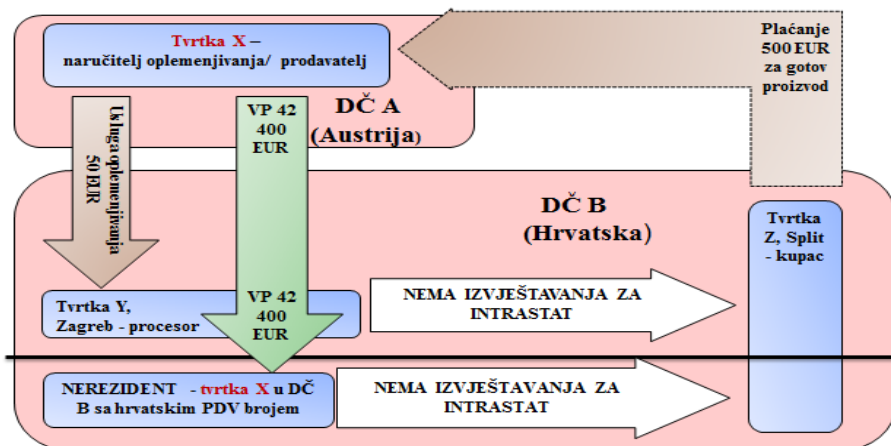 Tvrtka X –
naručitelj oplemenjivanja/ prodavatelj
DČ A
(Austrija)
Plaćanje
500 EUR
za gotov
proizvod
Usluga oplemenjivanja
50 EUR
VP 42
400
EUR
DČ B
(Hrvatska)
Tvrtka
Z, Split
- kupac
Tvrtka Y,
Zagreb - procesor
VP 42
400
EUR
NEMA IZVJEŠTAVANJA ZA
INTRASTAT
NEREZIDENT - tvrtka X u DČ
B sa hrvatskim PDV brojem
NEMA IZVJEŠTAVANJA ZA
INTRASTAT